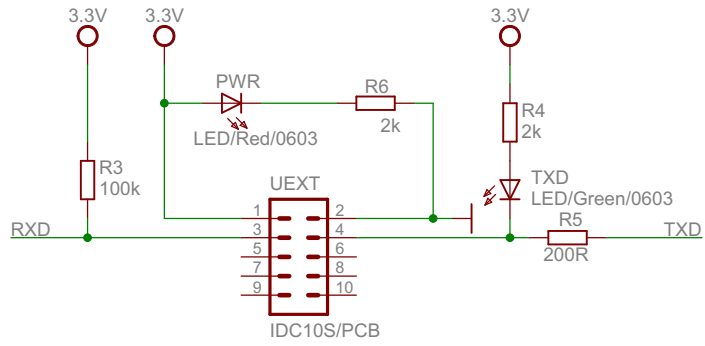 3.3V
3.3V
3.3V
PWR
R6
2k
LED/Red/0603
R4
2k
R3
100k
UEXT
TXD
LED/Green/0603
RXD
1
2
3
4
5
6
7
8
9
10
R5
200R
TXD
IDC10S/PCB